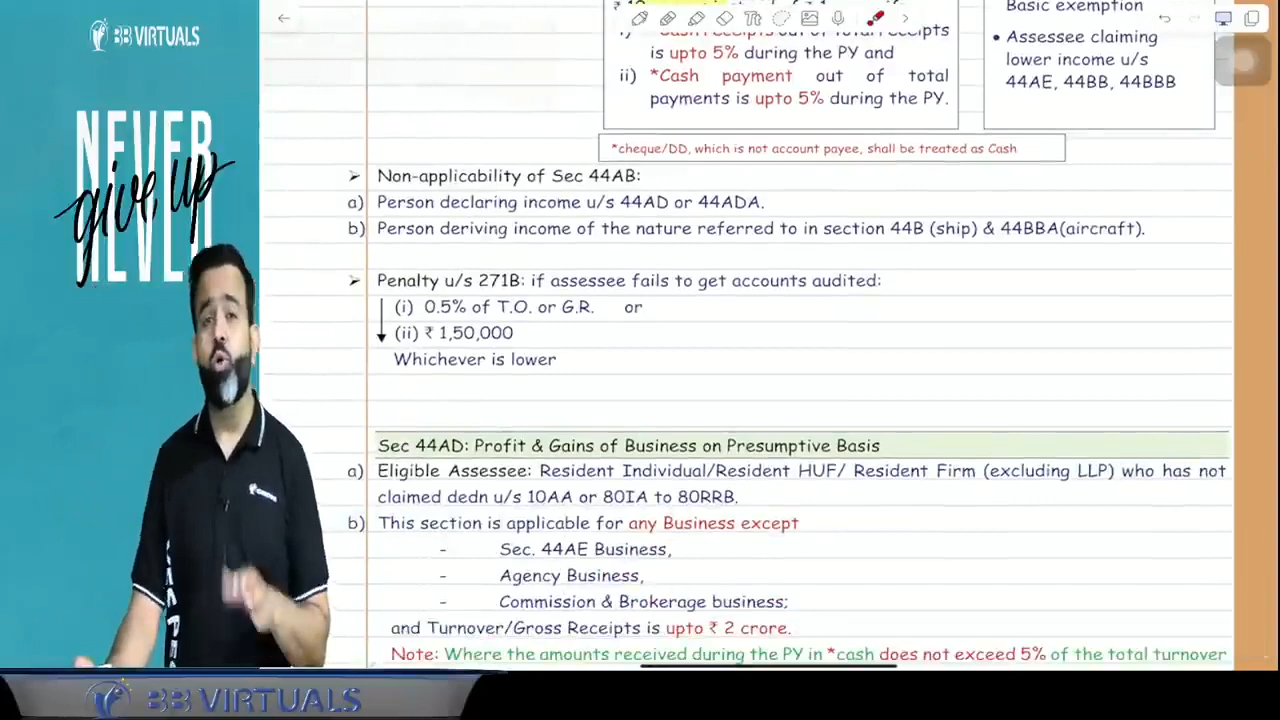 BB VIRTUALS
NEVER
give up
NEVER
is upto 5% during the PY and
ii) *Cash payment out of total
payments is upto 5% during the PY.
Basic exemption
• Assessee claiming
lower income u/s
44AE, 44BB, 44BBB
*cheque/DD, which is not account payee, shall be treated as Cash
➤ Non-applicability of Sec 44AB:
a) Person declaring income u/s 44AD or 44ADA.
b) Person deriving income of the nature referred to in section 44B (ship) & 44BBA(aircraft).
➤ Penalty u/s 271B: if assessee fails to get accounts audited:
(i) 0.5% of T.O. or G.R. or
(ii) ₹ 1,50,000
Whichever is lower
Sec 44AD: Profit & Gains of Business on Presumptive Basis
a) Eligible Assessee: Resident Individual/Resident HUF/ Resident Firm (excluding LLP) who has not
claimed dedn u/s 10AA or 80IA to 80RRB.
b) This section is applicable for any Business except
- Sec. 44AE Business,
- Agency Business,
- Commission & Brokerage business;
and Turnover/Gross Receipts is upto ₹ 2 crore.
Note: Where the amounts received during the PY in *cash does not exceed 5% of the total turnover
BB VIRTUALS